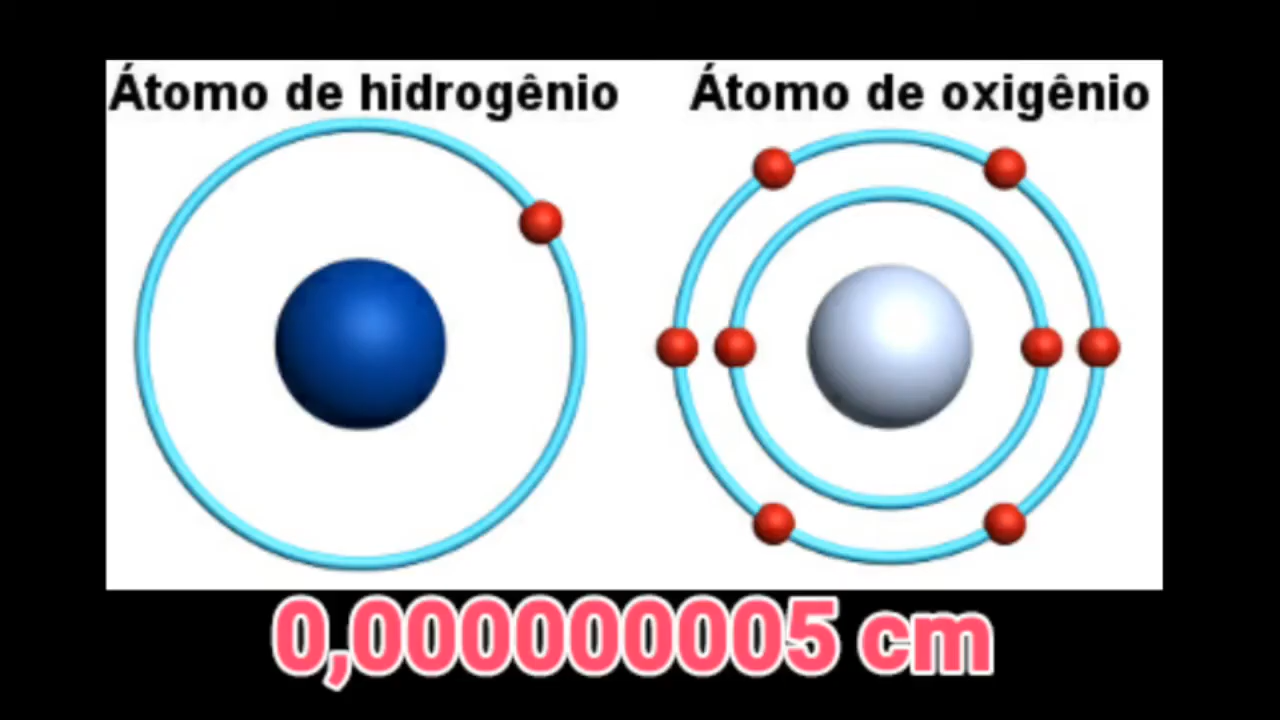 Átomo de hidrogênio Átomo de oxigênio
0,000000005 cm